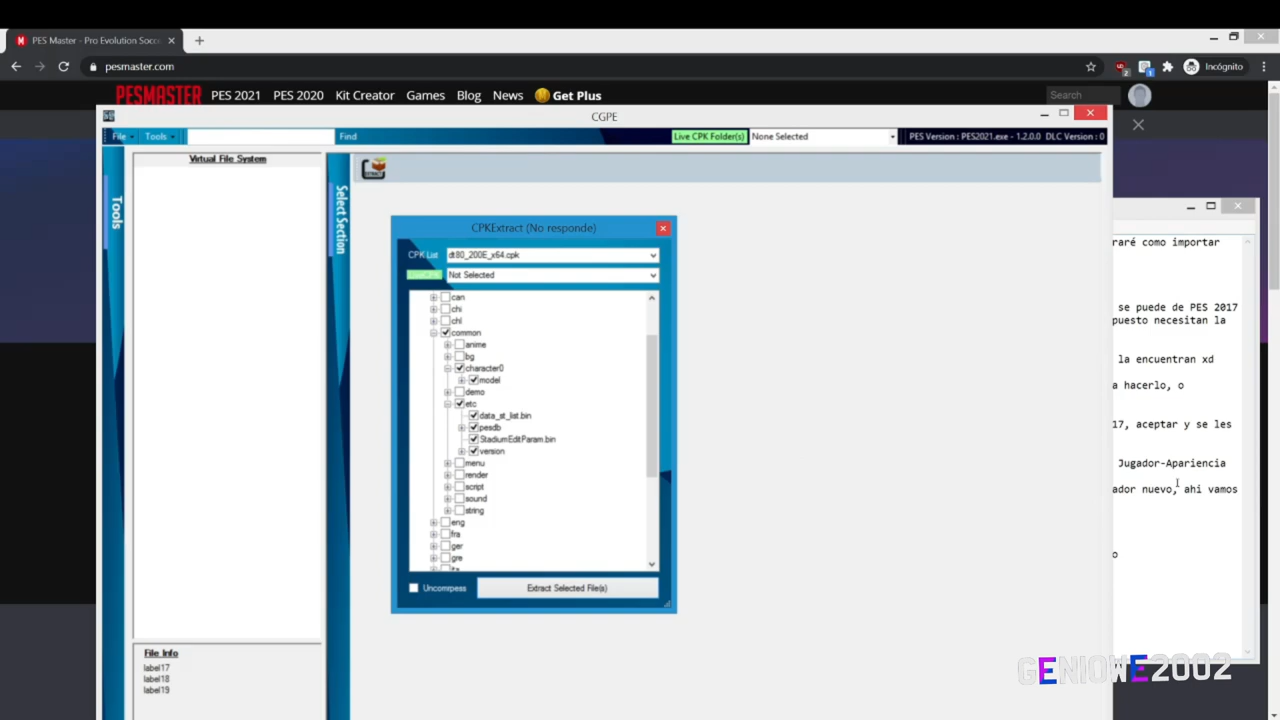 PES Master - Pro Evolution Socc
pesmaster.com
Incógnito
PESMASTER PES 2021 PES 2020 Kit Creator Games Blog News Get Plus
Search
CGPE
File Tools Find Live CPK Folder(s) None Selected PES Version : PES2021.exe - 1.2.0.0 DLC Version : 0
Virtual File System
Tools
Select Section
EXTRACT
CPKExtract (No responde)
CPK List dt80_200E_x64.cpk
LiveCPK Not Selected
can
chi
chl
common
anime
bg
character0
model
demo
etc
data_st_list.bin
pesdb
StadiumEditParam.bin
version
menu
render
script
sound
string
eng
fra
ger
gre
ita
Uncomrpess Extract Selected File(s)
File Info
label17
label18
label19
raré como importar
se puede de PES 2017
puesto necesitan la
la encuentran xd
a hacerlo, o
17, aceptar y se les
Jugador-Apariencia
ador nuevo, ahi vamos
o
GENIOWE2002